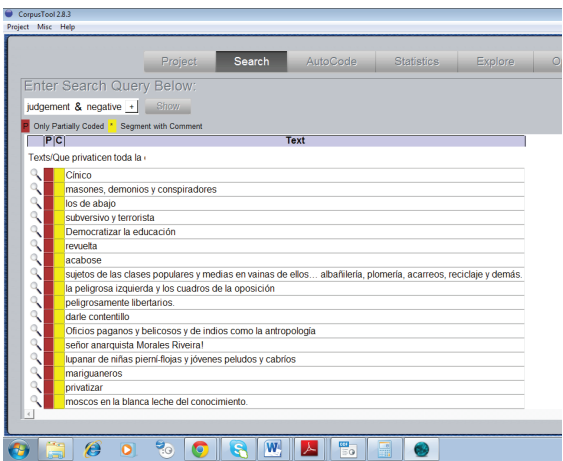 CorpusTool 2.8.3
Project Misc Help
Project Search AutoCode Statistics Explore O
Enter Search Query Below:
judgement & negative + Show
P Only Partially Coded * Segment with Comment
P C Text
Texts/Que privaticen toda la
Cínico
masones, demonios y conspiradores
los de abajo
subversivo y terrorista
Democratizar la educación
revuelta
acabose
sujetos de las clases populares y medias en vainas de ellos... albañilería, plomería, acarreos, reciclaje y demás.
la peligrosa izquierda y los cuadros de la oposición
peligrosamente libertarios.
darle contentillo
Oficios paganos y belicosos y de indios como la antropología
señor anarquista Morales Riveira!
lupanar de niñas pierni-flojas y jóvenes peludos y cabríos
mariguaneros
privatizar
moscos en la blanca leche del conocimiento.